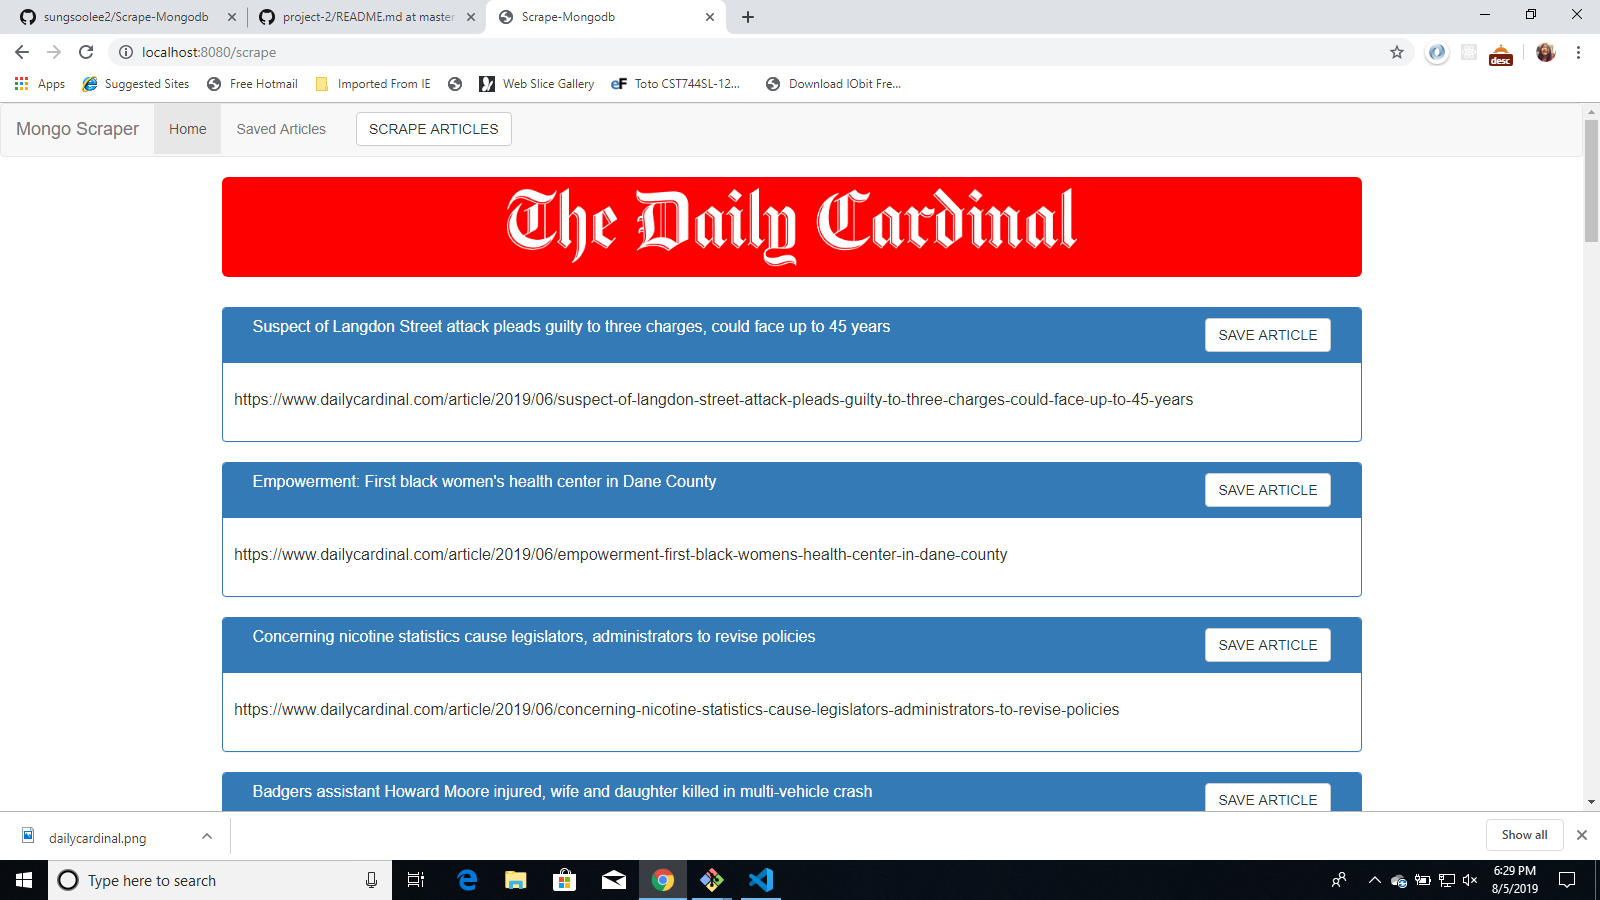 sungsoolee2/Scrape-Mongodb
project-2/README.md at master
Scrape-Mongodb
localhost:8080/scrape
desc
Apps
Suggested Sites
Free Hotmail
Imported From IE
Web Slice Gallery
eF Toto CST744SL-12...
Download IObit Fre...
Mongo Scraper
Home
Saved Articles
SCRAPE ARTICLES
The Daily Cardinal
Suspect of Langdon Street attack pleads guilty to three charges, could face up to 45 years
SAVE ARTICLE
https://www.dailycardinal.com/article/2019/06/suspect-of-langdon-street-attack-pleads-guilty-to-three-charges-could-face-up-to-45-years
Empowerment: First black women's health center in Dane County
SAVE ARTICLE
https://www.dailycardinal.com/article/2019/06/empowerment-first-black-womens-health-center-in-dane-county
Concerning nicotine statistics cause legislators, administrators to revise policies
SAVE ARTICLE
https://www.dailycardinal.com/article/2019/06/concerning-nicotine-statistics-cause-legislators-administrators-to-revise-policies
Badgers assistant Howard Moore injured, wife and daughter killed in multi-vehicle crash
SAVE ARTICLE
dailycardinal.png
Show all
Type here to search
6:29 PM
8/5/2019